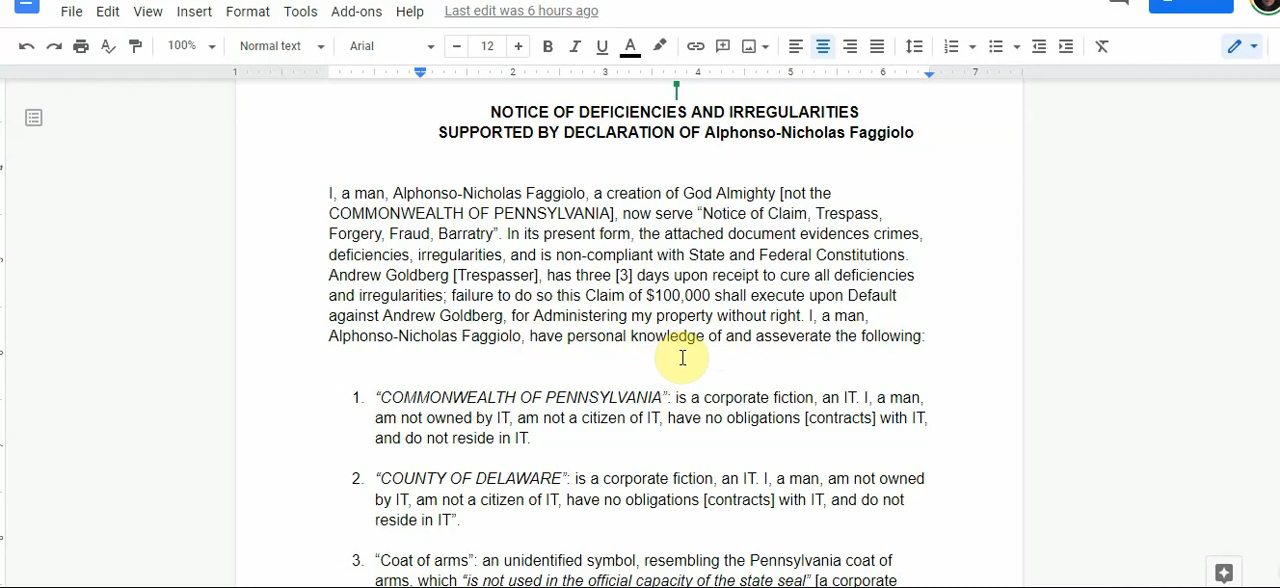 File Edit View Insert Format Tools Add-ons Help Last edit was 6 hours ago
100% Normal text Arial 12 B I U A
1 2 3 4 5 6 7
NOTICE OF DEFICIENCIES AND IRREGULARITIES
SUPPORTED BY DECLARATION OF Alphonso-Nicholas Faggiolo
I, a man, Alphonso-Nicholas Faggiolo, a creation of God Almighty [not the
COMMONWEALTH OF PENNSYLVANIA], now serve “Notice of Claim, Trespass,
Forgery, Fraud, Barratry”. In its present form, the attached document evidences crimes,
deficiencies, irregularities, and is non-compliant with State and Federal Constitutions.
Andrew Goldberg [Trespasser], has three [3] days upon receipt to cure all deficiencies
and irregularities; failure to do so this Claim of $100,000 shall execute upon Default
against Andrew Goldberg, for Administering my property without right. I, a man,
Alphonso-Nicholas Faggiolo, have personal knowledge of and asseverate the following:
1. “COMMONWEALTH OF PENNSYLVANIA”: is a corporate fiction, an IT. I, a man,
am not owned by IT, am not a citizen of IT, have no obligations [contracts] with IT,
and do not reside in IT.
2. “COUNTY OF DELAWARE”: is a corporate fiction, an IT. I, a man, am not owned
by IT, am not a citizen of IT, have no obligations [contracts] with IT, and do not
reside in IT”.
3. “Coat of arms”: an unidentified symbol, resembling the Pennsylvania coat of
arms, which “is not used in the official capacity of the state seal” [a corporate